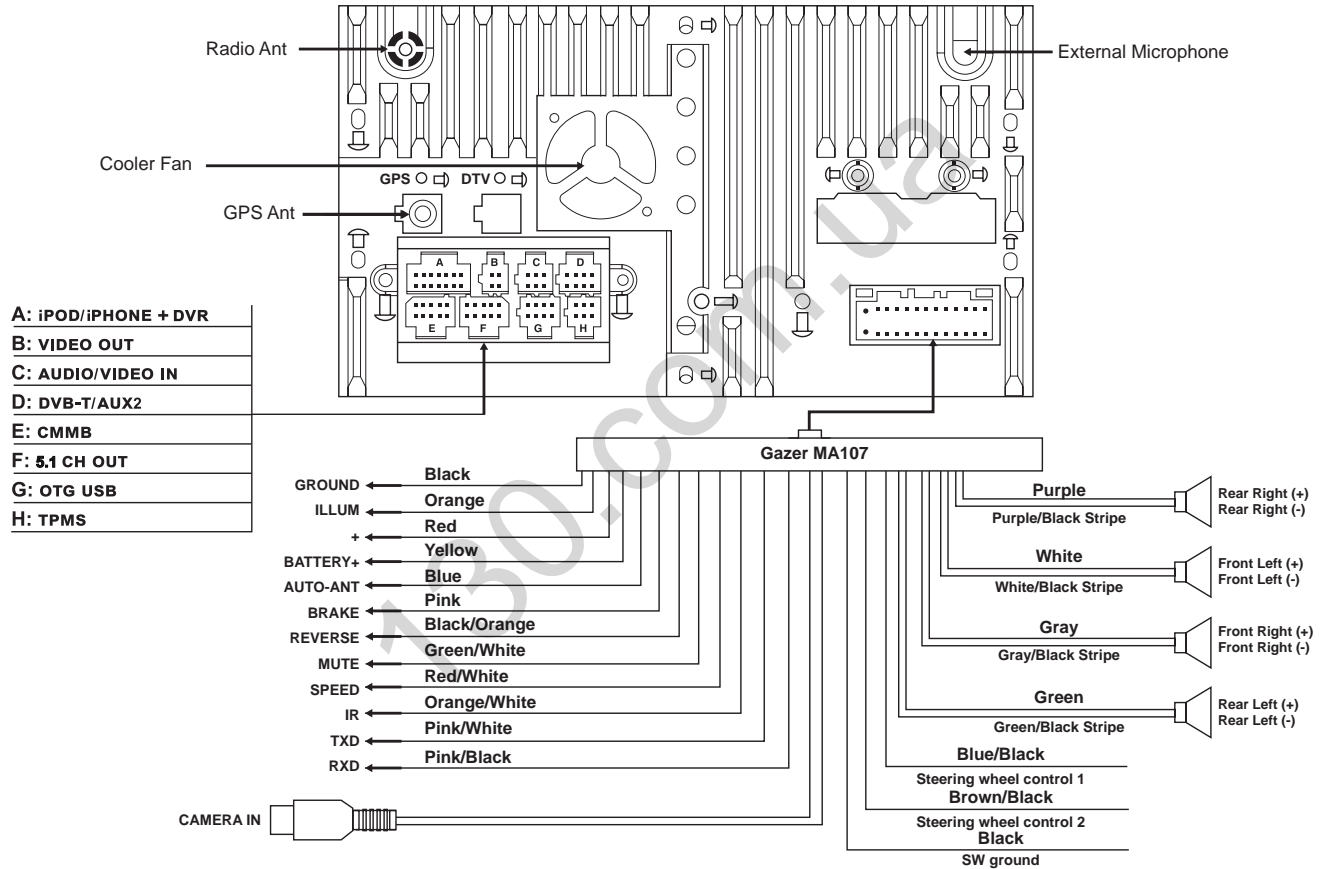 Radio Ant
External Microphone
Cooler Fan
GPS
DTV
GPS Ant
A
B
C
D
E
F
G
H
A: iPOD/iPHONE + DVR
B: VIDEO OUT
C: AUDIO/VIDEO IN
D: DVB-T/AUX2
E: CMMB
F: 5.1 CH OUT
G: OTG USB
H: TPMS
Gazer MA107
GROUND
Black
ILLUM
Orange
+
Red
BATTERY+
Yellow
AUTO-ANT
Blue
BRAKE
Pink
REVERSE
Black/Orange
MUTE
Green/White
SPEED
Red/White
IR
Orange/White
TXD
Pink/White
RXD
Pink/Black
CAMERA IN
Purple
Purple/Black Stripe
Rear Right (+)
Rear Right (-)
White
White/Black Stripe
Front Left (+)
Front Left (-)
Gray
Gray/Black Stripe
Front Right (+)
Front Right (-)
Green
Green/Black Stripe
Rear Left (+)
Rear Left (-)
Blue/Black
Steering wheel control 1
Brown/Black
Steering wheel control 2
Black
SW ground
130.com.ua